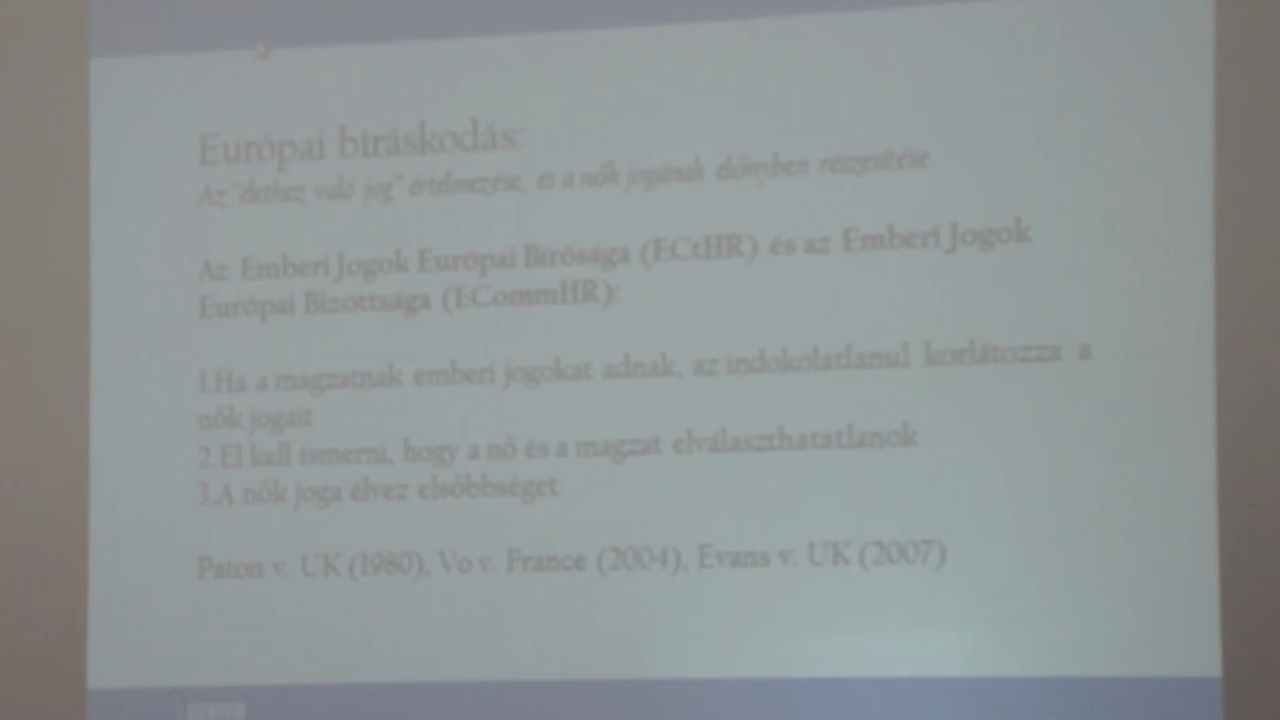 Európai bíráskodás:
Az "élethez való jog" értelmezése, és a nők jogának előnyben részesítése
Az Emberi Jogok Európai Bírósága (ECtHR) és az Emberi Jogok
Európai Bizottsága (ECommHR):
1.Ha a magzatnak emberi jogokat adnak, az indokolatlanul korlátozza a
nők jogait
2.El kell ismerni, hogy a nő és a magzat elválaszthatatlanok
3.A nők joga élvez elsőbbséget
Paton v. UK (1980), Vo v. France (2004), Evans v. UK (2007)